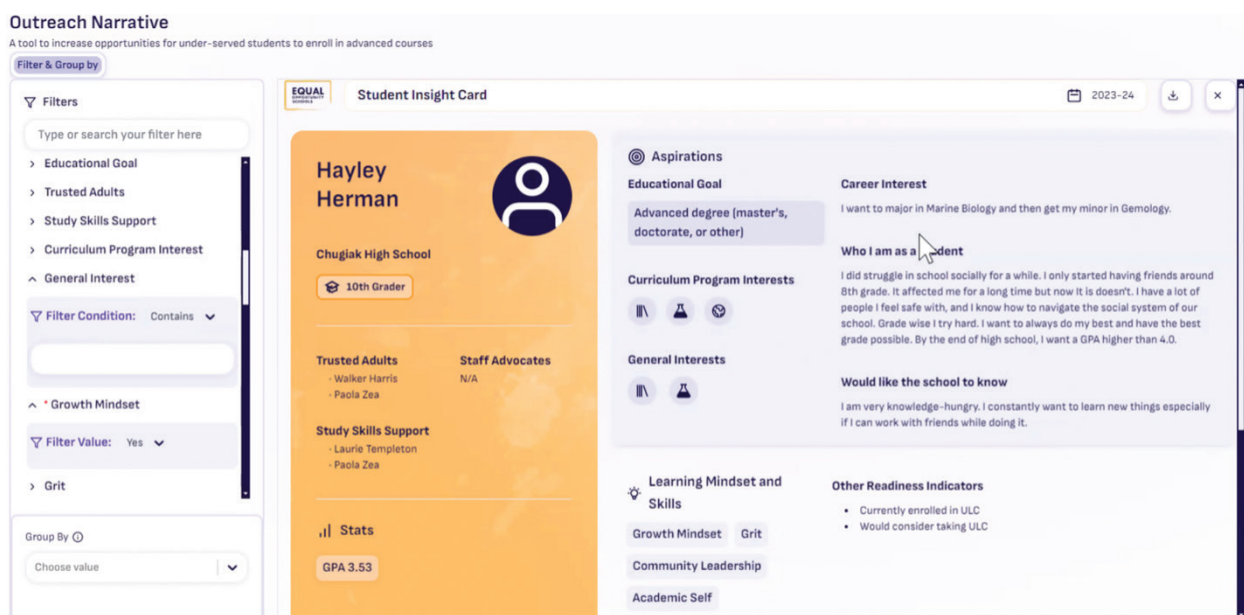 Outreach Narrative
A tool to increase opportunities for under-served students to enroll in advanced courses
Filter & Group by
Filters
Type or search your filter here
Educational Goal
Trusted Adults
Study Skills Support
Curriculum Program Interest
General Interest
Filter Condition: Contains
* Growth Mindset
Filter Value: Yes
Grit
Group By
Choose value
EQUAL
OPPORTUNITY
SCHOOLS
Student Insight Card
2023-24
Hayley
Herman
Chugiak High School
10th Grader
Trusted Adults
- Walker Harris
- Paola Zea
Staff Advocates
N/A
Study Skills Support
- Laurie Templeton
- Paola Zea
Stats
GPA 3.53
Aspirations
Educational Goal
Advanced degree (master's,
doctorate, or other)
Curriculum Program Interests
General Interests
Career Interest
I want to major in Marine Biology and then get my minor in Gemology.
Who I am as a dent
I did struggle in school socially for a while. I only started having friends around
8th grade. It affected me for a long time but now It is doesn't. I have a lot of
people I feel safe with, and I know how to navigate the social system of our
school. Grade wise I try hard. I want to always do my best and have the best
grade possible. By the end of high school, I want a GPA higher than 4.0.
Would like the school to know
I am very knowledge-hungry. I constantly want to learn new things especially
if I can work with friends while doing it.
Learning Mindset and
Skills
Growth Mindset Grit
Community Leadership
Academic Self
Other Readiness Indicators
• Currently enrolled in ULC
• Would consider taking ULC